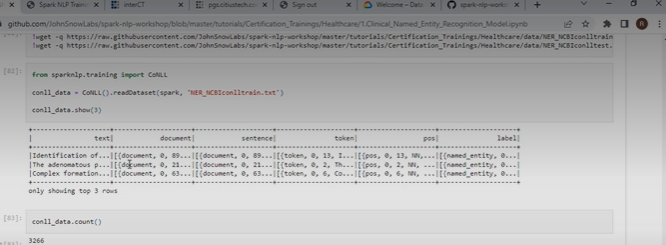 Spark NLP Train
interCT
Sign out
Welcome - Data
spark-nlp-work
github.com/JohnSnowLabs/spark-nlp-workshop/blob/master/tutorials/Certification_Trainings/Healthcare/1.Clinical_Named_Entity_Recognition_Model.ipynb
!wget -q https://raw.githubusercontent.com/JohnSnowLabs/spark-nlp-workshop/master/tutorials/Certification_Trainings/Healthcare/data/NER_NCBIconlltrain
!wget -q https://raw.githubusercontent.com/JohnSnowLabs/spark-nlp-workshop/master/tutorials/Certification_Trainings/Healthcare/data/NER_NCBIconlltest.
from sparknlp.training import CoNLL
conll_data = CoNLL().readDataset(spark, 'NER_NCBIconlltrain.txt')
conll_data.show(3)
| text| document| sentence| token| pos| label|
|Identification of...|[{document, 0, 89...|[{document, 0, 89...|[{token, 0, 13, I...|[{pos, 0, 13, NN,...|[{named_entity, 0...|
|The adenomatous p...|[{document, 0, 21...|[{document, 0, 21...|[{token, 0, 2, Th...|[{pos, 0, 2, NN, ...|[{named_entity, 0...|
|Complex formation...|[{document, 0, 63...|[{document, 0, 63...|[{token, 0, 6, Co...|[{pos, 0, 6, NN, ...|[{named_entity, 0...|
only showing top 3 rows
conll_data.count()
3266